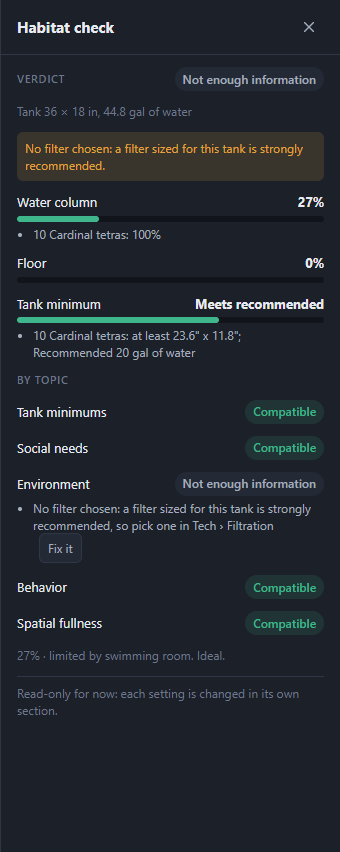 Habitat check
VERDICT
Not enough information
Tank 36 × 18 in, 44.8 gal of water
No filter chosen: a filter sized for this tank is strongly
recommended.
Water column
27%
• 10 Cardinal tetras: 100%
Floor
0%
Tank minimum
Meets recommended
• 10 Cardinal tetras: at least 23.6" x 11.8";
Recommended 20 gal of water
BY TOPIC
Tank minimums
Compatible
Social needs
Compatible
Environment
Not enough information
• No filter chosen: a filter sized for this tank is strongly
recommended, so pick one in Tech › Filtration
Fix it
Behavior
Compatible
Spatial fullness
Compatible
27% · limited by swimming room. Ideal.
Read-only for now: each setting is changed in its own
section.